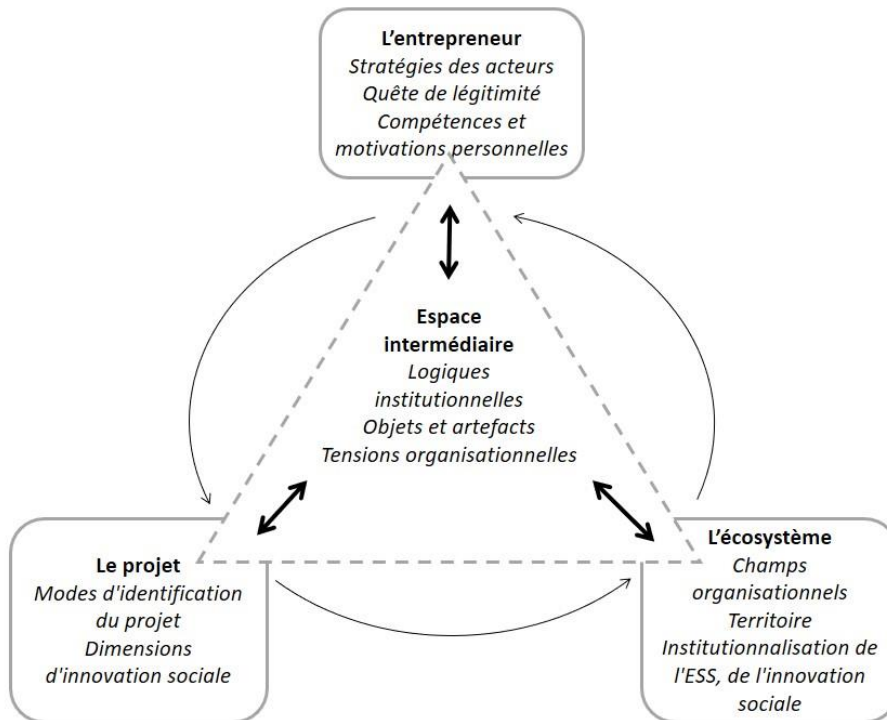 L'entrepreneur
Stratégies des acteurs
Quête de légitimité
Compétences et
motivations personnelles
Espace
intermédiaire
Logiques
institutionnelles
Objets et artefacts
Tensions organisationnelles
Le projet
Modes d'identification
du projet
Dimensions
d'innovation sociale
L'écosystème
Champs
organisationnels
Territoire
Institutionnalisation de
l'ESS, de l'innovation
sociale